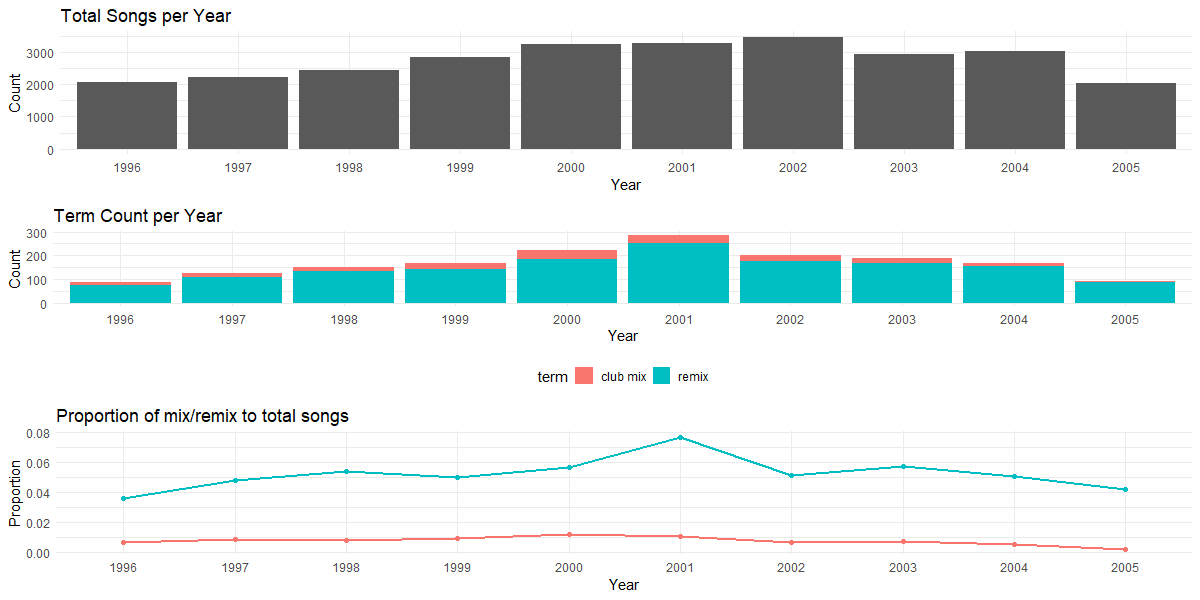 Total Songs per Year
Count
3000
2000
1000
0
1996 1997 1998 1999 2000 2001 2002 2003 2004 2005
Year
Term Count per Year
Count
300
200
100
0
1996 1997 1998 1999 2000 2001 2002 2003 2004 2005
Year
term club mix remix
Proportion of mix/remix to total songs
Proportion
0.08
0.06
0.04
0.02
0.00
1996 1997 1998 1999 2000 2001 2002 2003 2004 2005
Year